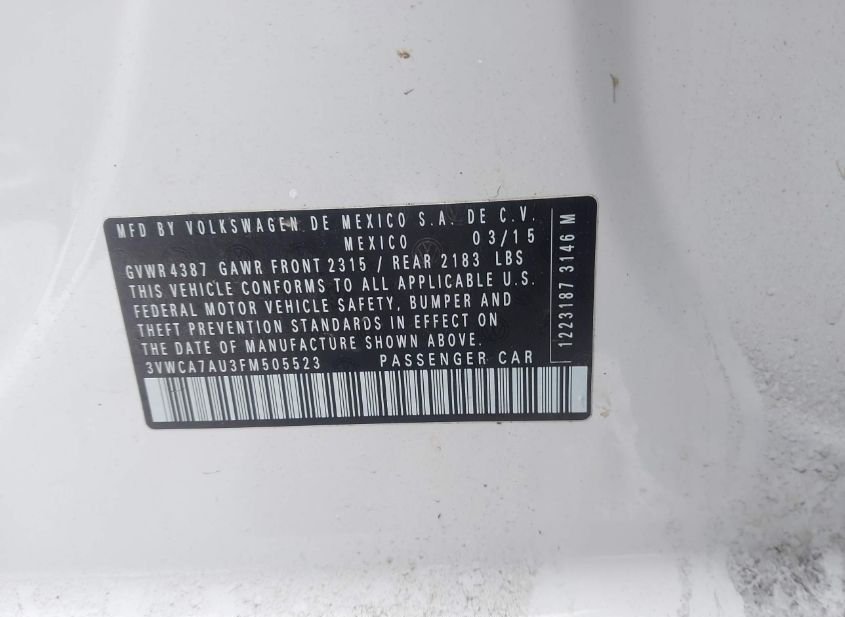 MFD BY VOLKSWAGEN DE MEXICO S.A. DE C.V.
MEXICO 03/15
GVWR 4387 GAWR FRONT 2315 / REAR 2183 LBS
THIS VEHICLE CONFORMS TO ALL APPLICABLE U.S.
FEDERAL MOTOR VEHICLE SAFETY, BUMPER AND
THEFT PREVENTION STANDARDS IN EFFECT ON
THE DATE OF MANUFACTURE SHOWN ABOVE.
3VWCA7AU3FM505523 PASSENGER CAR
1223187 3146 M